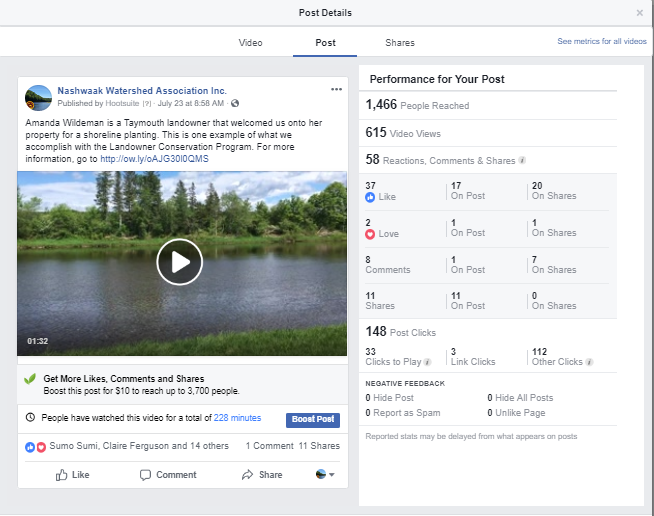 Post Details
×
Video Post Shares
See metrics for all videos
Nashwaak Watershed Association Inc.
Published by Hootsuite [?] · July 23 at 8:58 AM ·
Amanda Wildeman is a Taymouth landowner that welcomed us onto her
property for a shoreline planting. This is one example of what we
accomplish with the Landowner Conservation Program. For more
information, go to http://ow.ly/oAJG30l0QMS
01:32
Get More Likes, Comments and Shares
Boost this post for $10 to reach up to 3,700 people.
People have watched this video for a total of 228 minutes
Boost Post
Sumo Sumi, Claire Ferguson and 14 others 1 Comment 11 Shares
Like Comment Share
Performance for Your Post
1,466 People Reached
615 Video Views
58 Reactions, Comments & Shares i
37 17 20
Like On Post On Shares
2 1 1
Love On Post On Shares
8 1 7
Comments On Post On Shares
11 11 0
Shares On Post On Shares
148 Post Clicks
33 3 112
Clicks to Play i Link Clicks Other Clicks i
NEGATIVE FEEDBACK
0 Hide Post 0 Hide All Posts
0 Report as Spam 0 Unlike Page
Reported stats may be delayed from what appears on posts